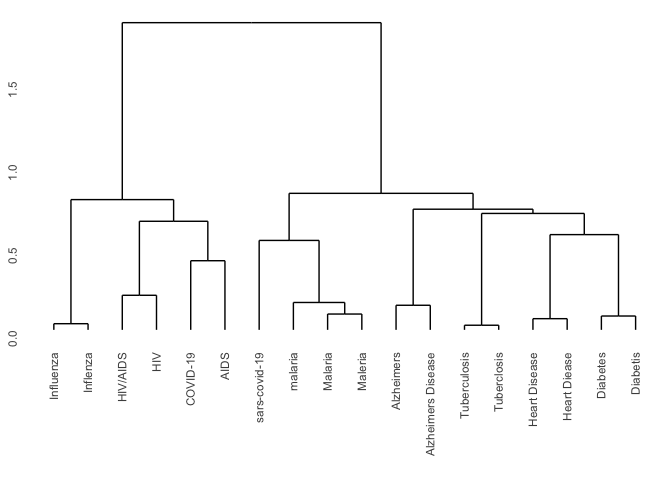 1.5
1.0
0.5
0.0
Influenza
Inflenza
HIV/AIDS
HIV
COVID-19
AIDS
sars-covid-19
malaria
Malaria
Maleria
Alzheimers
Alzheimers Disease
Tuberculosis
Tuberclosis
Heart Disease
Heart Diease
Diabetes
Diabetis